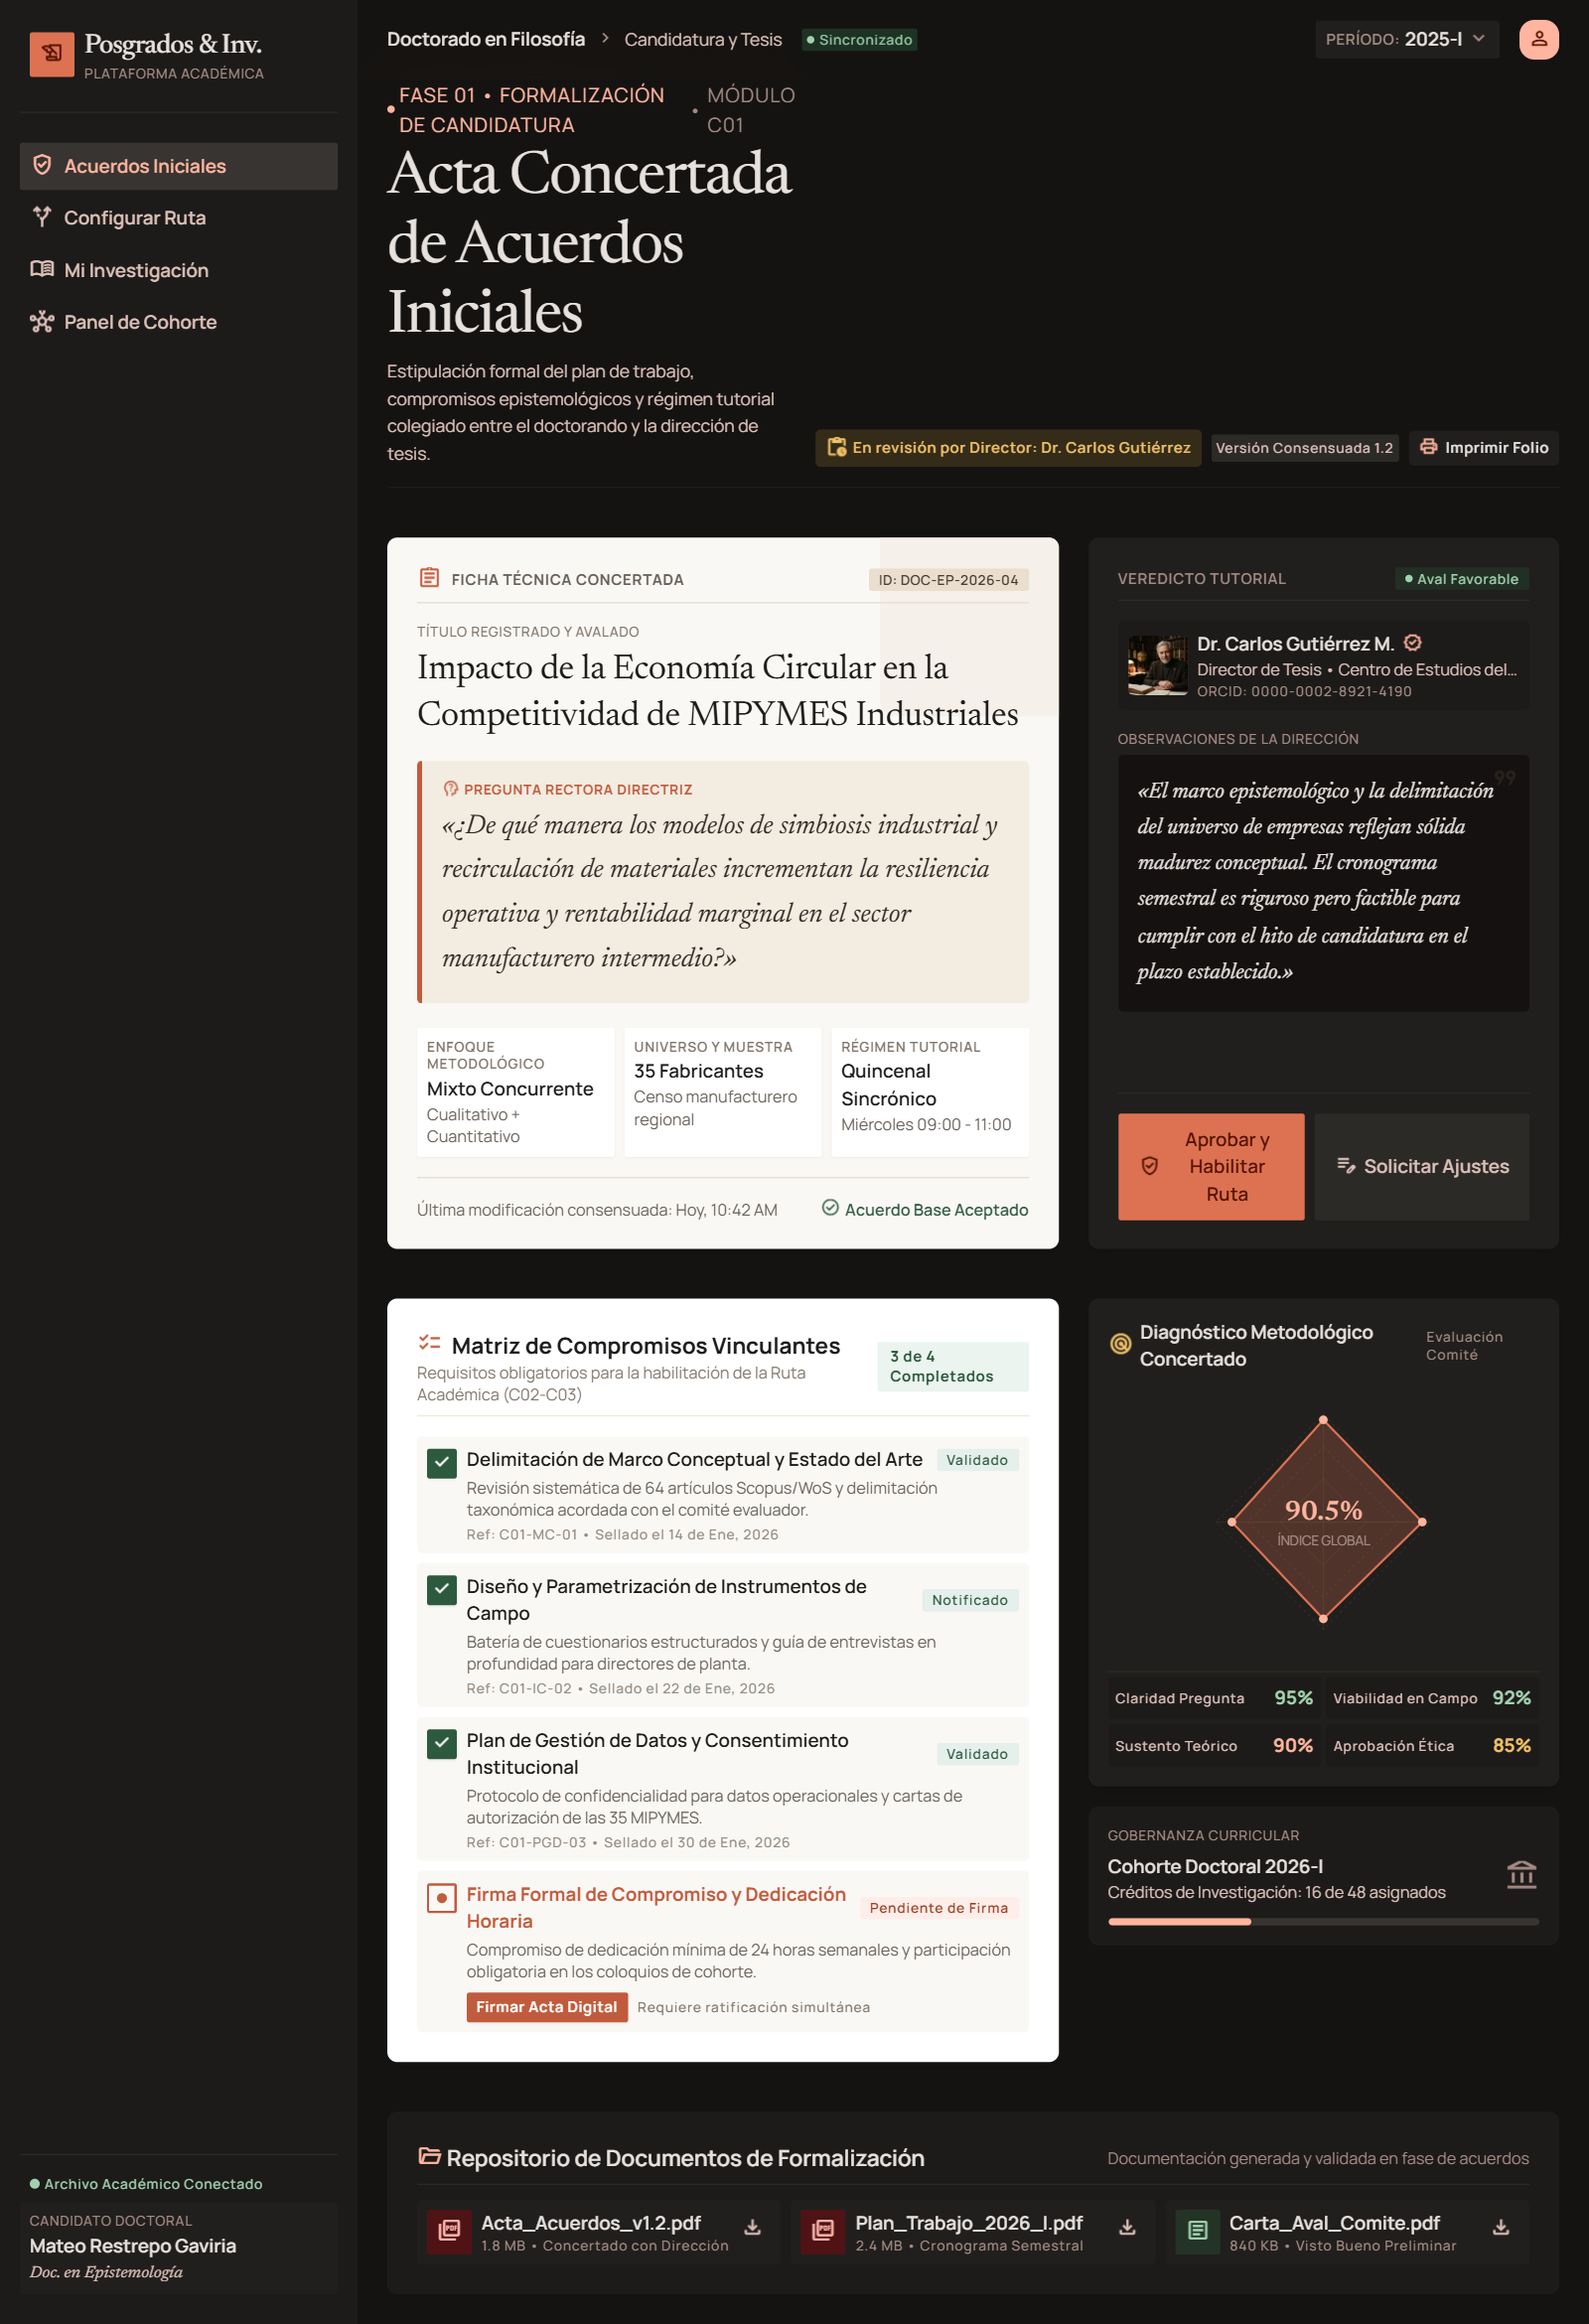 Posgrados & Inv.
PLATAFORMA ACADÉMICA
Acuerdos Iniciales
Configurar Ruta
Mi Investigación
Panel de Cohorte
Archivo Académico Conectado
CANDIDATO DOCTORAL
Mateo Restrepo Gaviria
Doc. en Epistemología
Doctorado en Filosofía
Candidatura y Tesis
Sincronizado
PERÍODO: 2025-I
FASE 01 • FORMALIZACIÓN
DE CANDIDATURA
• MÓDULO
C01
Acta Concertada
de Acuerdos
Iniciales
Estipulación formal del plan de trabajo,
compromisos epistemológicos y régimen tutorial
colegiado entre el doctorando y la dirección de
tesis.
En revisión por Director: Dr. Carlos Gutiérrez
Versión Consensuada 1.2
Imprimir Folio
FICHA TÉCNICA CONCERTADA
ID: DOC-EP-2026-04
TÍTULO REGISTRADO Y AVALADO
Impacto de la Economía Circular en la
Competitividad de MIPYMES Industriales
PREGUNTA RECTORA DIRECTRIZ
«¿De qué manera los modelos de simbiosis industrial y
recirculación de materiales incrementan la resiliencia
operativa y rentabilidad marginal en el sector
manufacturero intermedio?»
ENFOQUE
METODOLÓGICO
Mixto Concurrente
Cualitativo +
Cuantitativo
UNIVERSO Y MUESTRA
35 Fabricantes
Censo manufacturero
regional
RÉGIMEN TUTORIAL
Quincenal
Sincrónico
Miércoles 09:00 - 11:00
Última modificación consensuada: Hoy, 10:42 AM
Acuerdo Base Aceptado
VEREDICTO TUTORIAL
Aval Favorable
Dr. Carlos Gutiérrez M.
Director de Tesis • Centro de Estudios del...
ORCID: 0000-0002-8921-4190
OBSERVACIONES DE LA DIRECCIÓN
«El marco epistemológico y la delimitación
del universo de empresas reflejan sólida
madurez conceptual. El cronograma
semestral es riguroso pero factible para
cumplir con el hito de candidatura en el
plazo establecido.»
Aprobar y
Habilitar
Ruta
Solicitar Ajustes
Matriz de Compromisos Vinculantes
Requisitos obligatorios para la habilitación de la Ruta
Académica (C02-C03)
3 de 4
Completados
Delimitación de Marco Conceptual y Estado del Arte
Validado
Revisión sistemática de 64 artículos Scopus/WoS y delimitación
taxonómica acordada con el comité evaluador.
Ref: C01-MC-01 • Sellado el 14 de Ene, 2026
Diseño y Parametrización de Instrumentos de
Campo
Notificado
Batería de cuestionarios estructurados y guía de entrevistas en
profundidad para directores de planta.
Ref: C01-IC-02 • Sellado el 22 de Ene, 2026
Plan de Gestión de Datos y Consentimiento
Institucional
Validado
Protocolo de confidencialidad para datos operacionales y cartas de
autorización de las 35 MIPYMES.
Ref: C01-PGD-03 • Sellado el 30 de Ene, 2026
Firma Formal de Compromiso y Dedicación
Horaria
Pendiente de Firma
Compromiso de dedicación mínima de 24 horas semanales y participación
obligatoria en los coloquios de cohorte.
Firmar Acta Digital
Requiere ratificación simultánea
Diagnóstico Metodológico
Concertado
Evaluación
Comité
90.5%
ÍNDICE GLOBAL
Claridad Pregunta 95%
Viabilidad en Campo 92%
Sustento Teórico 90%
Aprobación Ética 85%
GOBERNANZA CURRICULAR
Cohorte Doctoral 2026-I
Créditos de Investigación: 16 de 48 asignados
Repositorio de Documentos de Formalización
Documentación generada y validada en fase de acuerdos
PDF
Acta_Acuerdos_v1.2.pdf
1.8 MB • Concertado con Dirección
PDF
Plan_Trabajo_2026_I.pdf
2.4 MB • Cronograma Semestral
Carta_Aval_Comite.pdf
840 KB • Visto Bueno Preliminar